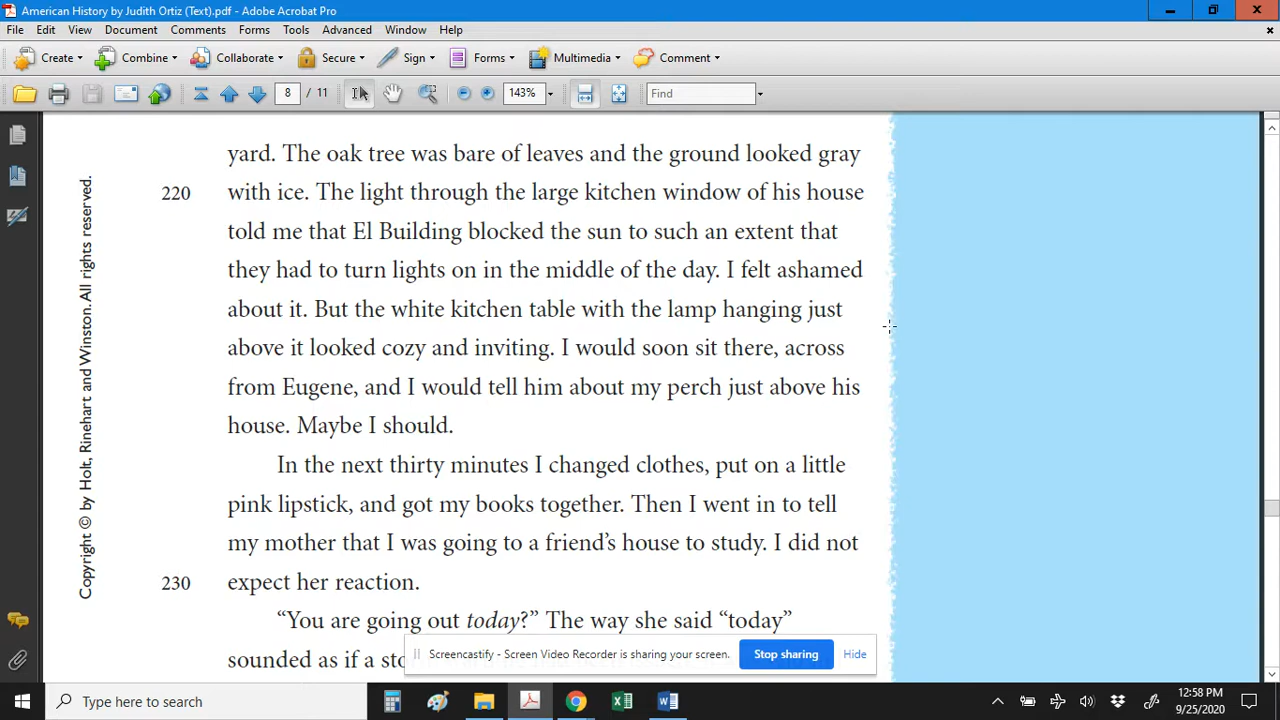 American History by Judith Ortiz (Text).pdf - Adobe Acrobat Pro
File Edit View Document Comments Forms Tools Advanced Window Help
Create Combine Collaborate Secure Sign Forms Multimedia Comment
8 / 11 143% Find
yard. The oak tree was bare of leaves and the ground looked gray
220 with ice. The light through the large kitchen window of his house
told me that El Building blocked the sun to such an extent that
they had to turn lights on in the middle of the day. I felt ashamed
about it. But the white kitchen table with the lamp hanging just
above it looked cozy and inviting. I would soon sit there, across
from Eugene, and I would tell him about my perch just above his
house. Maybe I should.
In the next thirty minutes I changed clothes, put on a little
pink lipstick, and got my books together. Then I went in to tell
my mother that I was going to a friend’s house to study. I did not
230 expect her reaction.
“You are going out today?” The way she said “today”
sounded as if a sto
Copyright © by Holt, Rinehart and Winston. All rights reserved.
Screencastify - Screen Video Recorder is sharing your screen. Stop sharing Hide
Type here to search
12:58 PM
9/25/2020